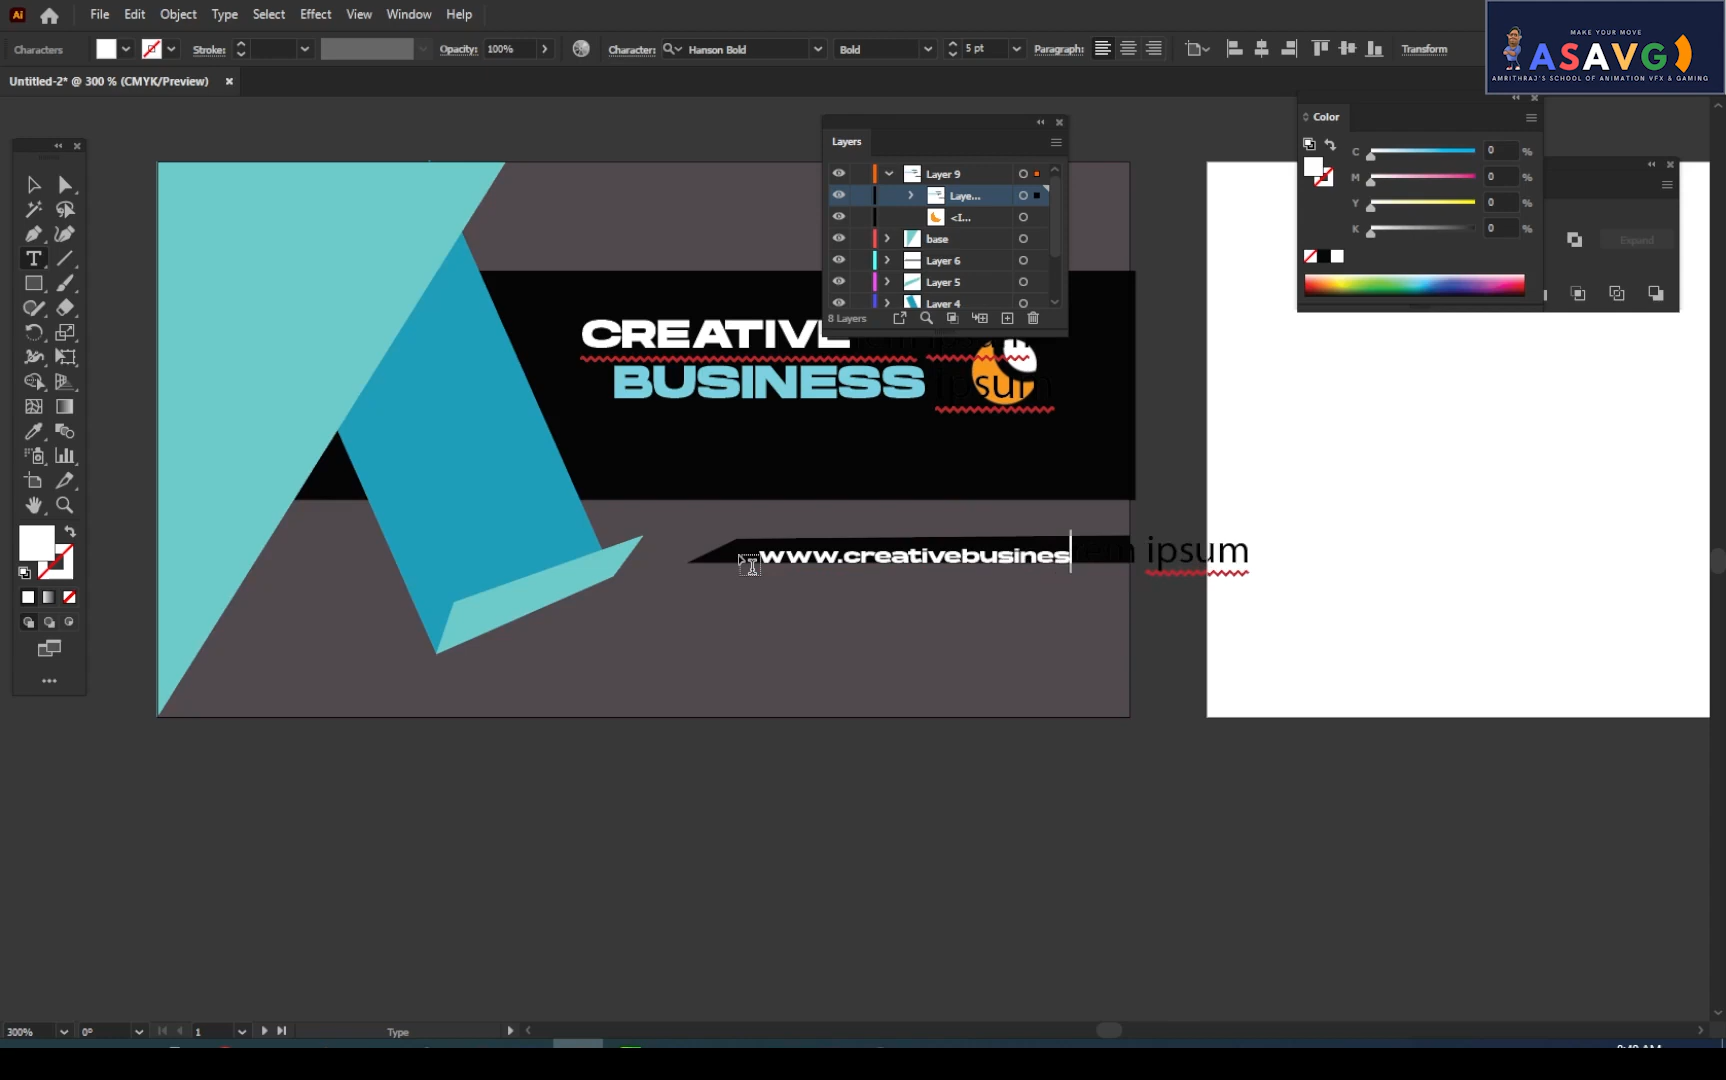 File Edit Object Type Select Effect View Window Help
MAKE YOUR MOVE
ASAVG
AMRITHRAJ'S SCHOOL OF ANIMATION VFX & GAMING
Characters Stroke: Opacity: 100% Character: Hanson Bold Bold 5 pt Paragraph: Transform
Untitled-2* @ 300 % (CMYK/Preview)
Layers
Layer 9
Laye...
<I...
base
Layer 6
Layer 5
Layer 4
8 Layers
Color
C 0 %
M 0 %
Y 0 %
K 0 %
Expand
CREATIVE
BUSINESS ipsum
www.creativebusines em ipsum
300% 0° 1 Type